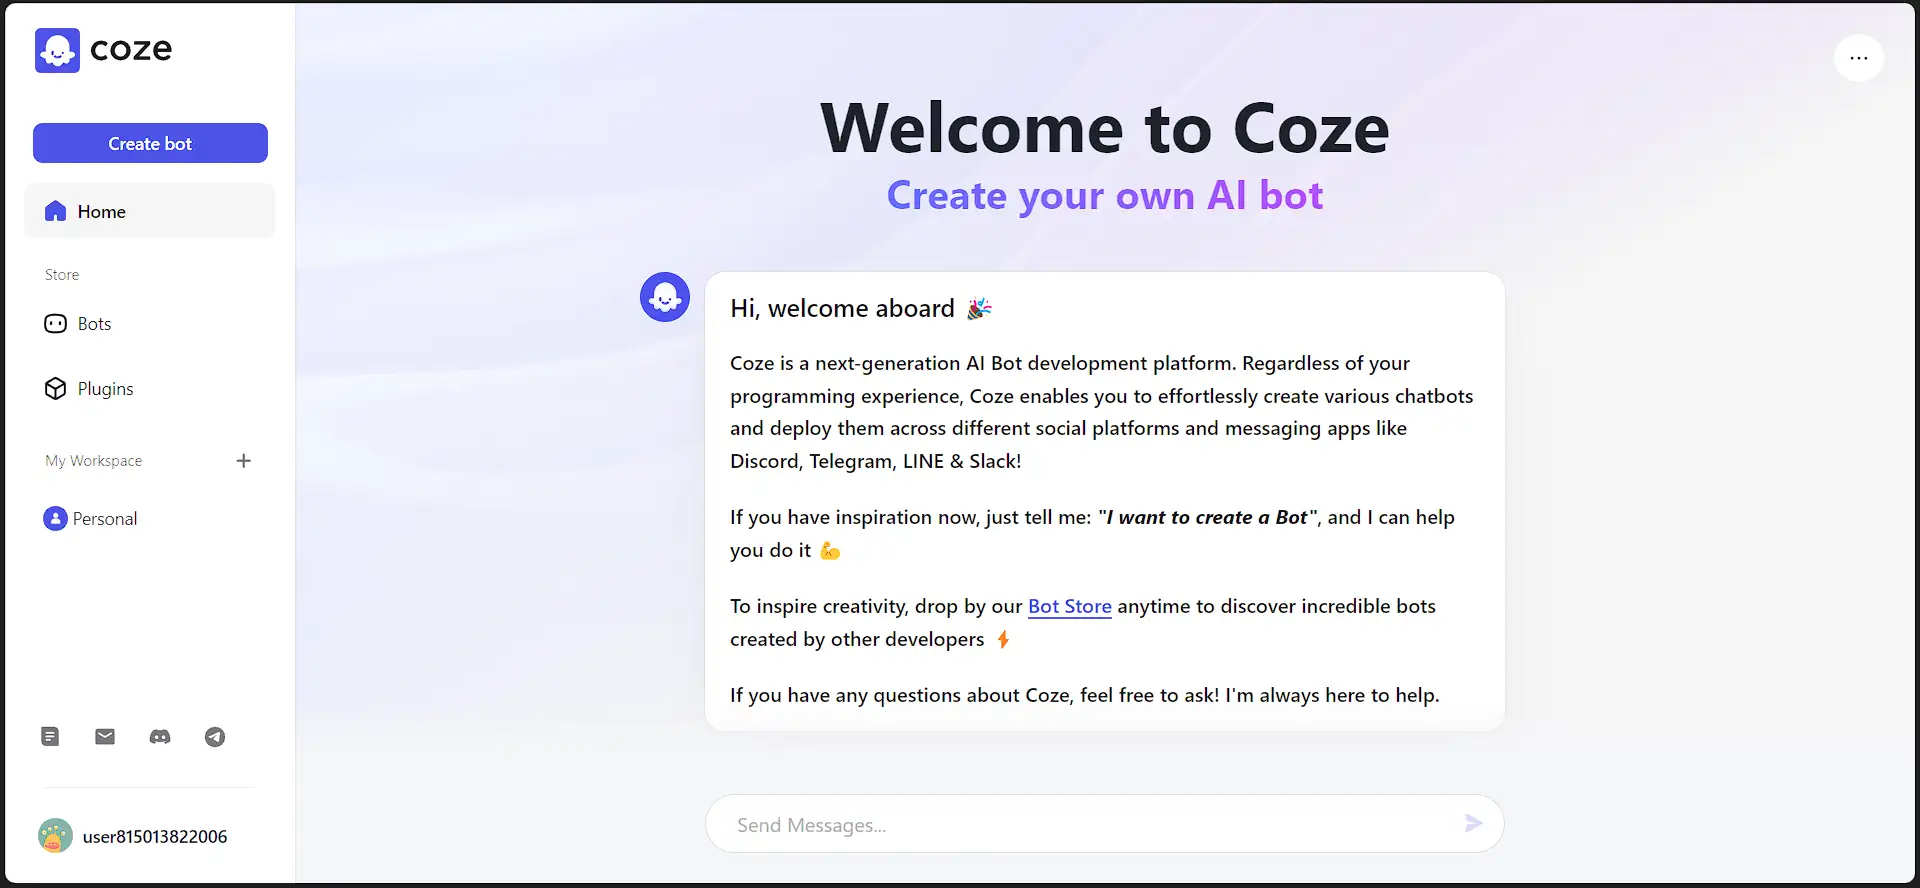 coze
Create bot
Home
Store
Bots
Plugins
My Workspace
Personal
user815013822006
Welcome to Coze
Create your own AI bot
Hi, welcome aboard 🎉
Coze is a next-generation AI Bot development platform. Regardless of your
programming experience, Coze enables you to effortlessly create various chatbots
and deploy them across different social platforms and messaging apps like
Discord, Telegram, LINE & Slack!
If you have inspiration now, just tell me: "I want to create a Bot", and I can help
you do it 💪
To inspire creativity, drop by our Bot Store anytime to discover incredible bots
created by other developers ⚡
If you have any questions about Coze, feel free to ask! I'm always here to help.
Send Messages...